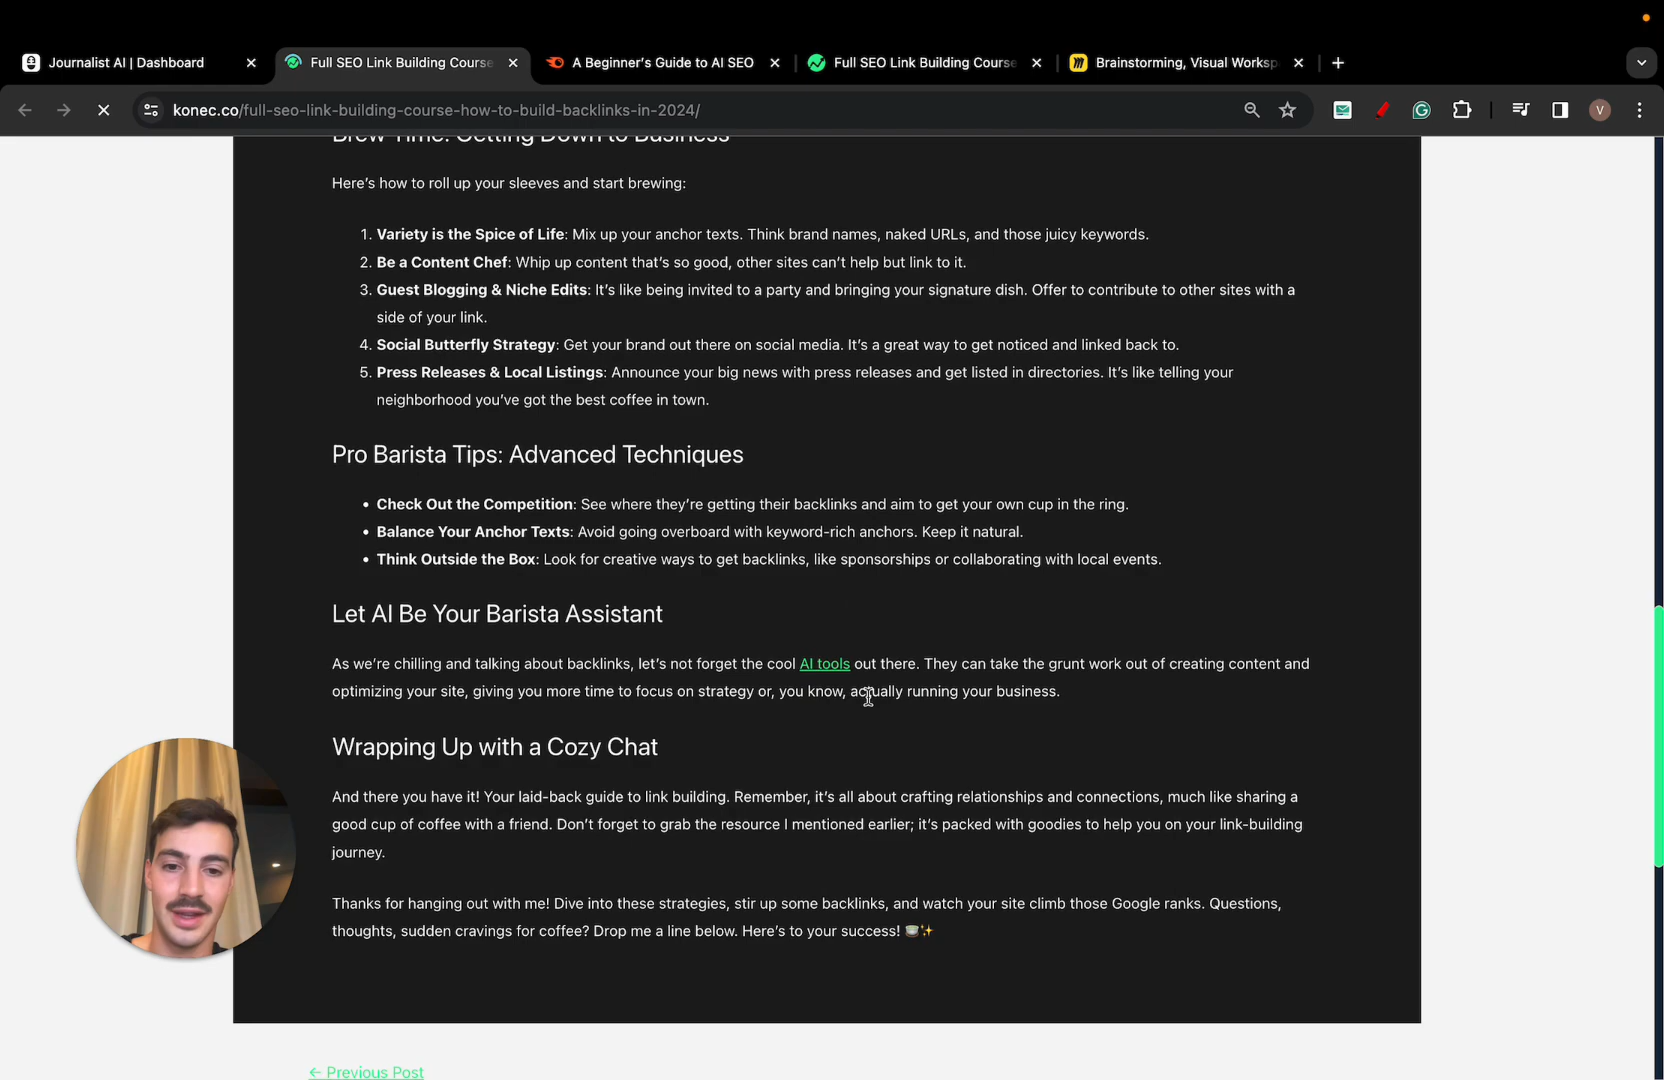 Journalist AI | Dashboard
Full SEO Link Building Course
A Beginner's Guide to AI SEO
Full SEO Link Building Course
Brainstorming, Visual Worksp
konec.co/full-seo-link-building-course-how-to-build-backlinks-in-2024/
V
Brew Time: Getting Down to Business
Here's how to roll up your sleeves and start brewing:
1. Variety is the Spice of Life: Mix up your anchor texts. Think brand names, naked URLs, and those juicy keywords.
2. Be a Content Chef: Whip up content that's so good, other sites can't help but link to it.
3. Guest Blogging & Niche Edits: It's like being invited to a party and bringing your signature dish. Offer to contribute to other sites with a
side of your link.
4. Social Butterfly Strategy: Get your brand out there on social media. It's a great way to get noticed and linked back to.
5. Press Releases & Local Listings: Announce your big news with press releases and get listed in directories. It's like telling your
neighborhood you've got the best coffee in town.
Pro Barista Tips: Advanced Techniques
• Check Out the Competition: See where they're getting their backlinks and aim to get your own cup in the ring.
• Balance Your Anchor Texts: Avoid going overboard with keyword-rich anchors. Keep it natural.
• Think Outside the Box: Look for creative ways to get backlinks, like sponsorships or collaborating with local events.
Let AI Be Your Barista Assistant
As we're chilling and talking about backlinks, let's not forget the cool AI tools out there. They can take the grunt work out of creating content and
optimizing your site, giving you more time to focus on strategy or, you know, actually running your business.
Wrapping Up with a Cozy Chat
And there you have it! Your laid-back guide to link building. Remember, it's all about crafting relationships and connections, much like sharing a
good cup of coffee with a friend. Don't forget to grab the resource I mentioned earlier; it's packed with goodies to help you on your link-building
journey.
Thanks for hanging out with me! Dive into these strategies, stir up some backlinks, and watch your site climb those Google ranks. Questions,
thoughts, sudden cravings for coffee? Drop me a line below. Here's to your success! 🍵✨
← Previous Post